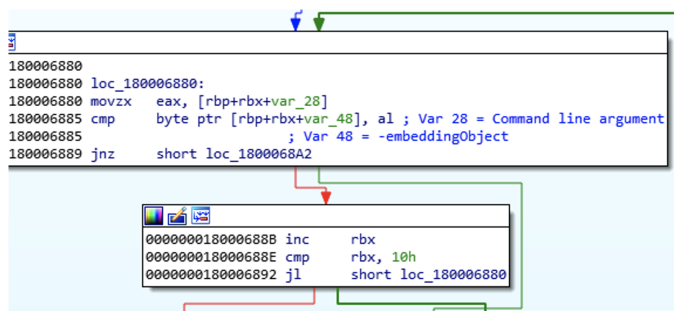 180006880
180006880 loc_180006880:
180006880 movzx   eax, [rbp+rbx+var_28]
180006885 cmp     byte ptr [rbp+rbx+var_48], al ; Var 28 = Command line argument
180006885                         ; Var 48 = -embeddingObject
180006889 jnz     short loc_1800068A2
000000018000688B inc     rbx
000000018000688E cmp     rbx, 10h
0000000180006892 jl      short loc_180006880